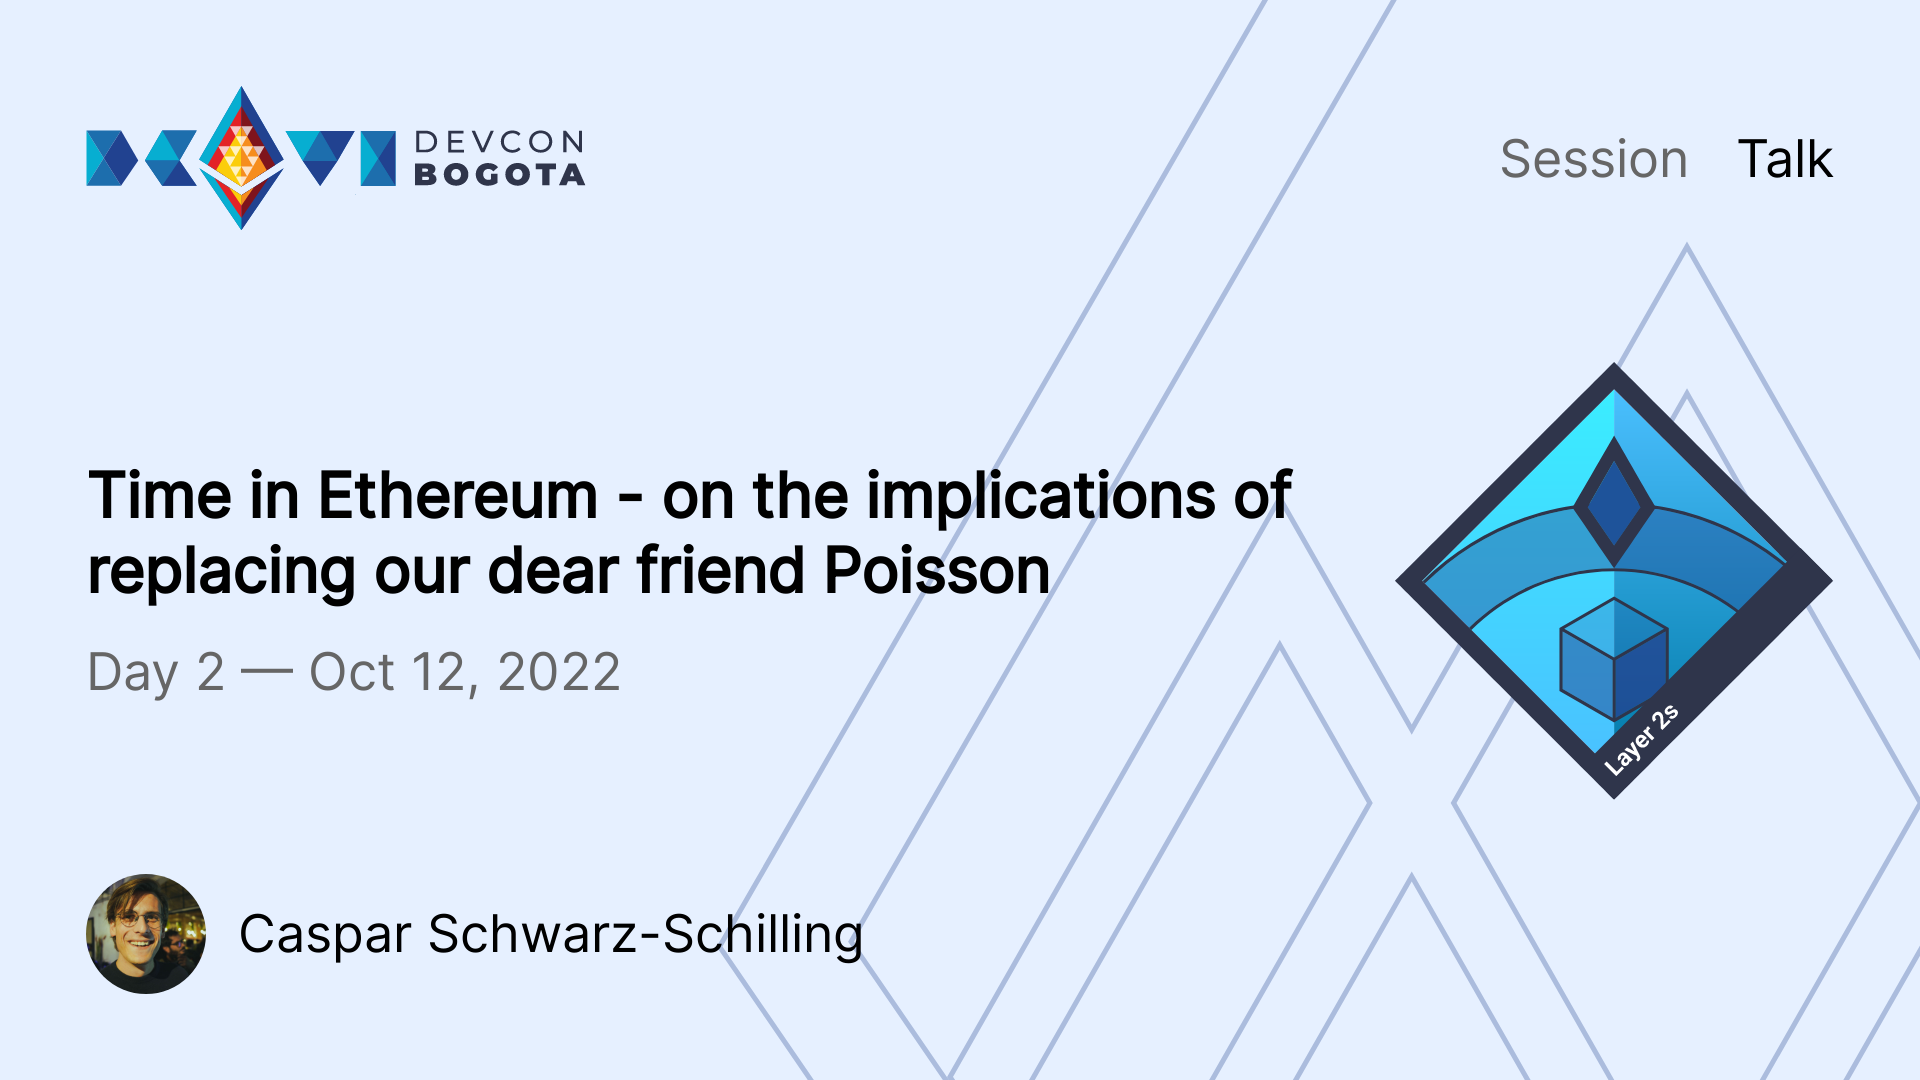 DEVCON
BOGOTA
Session Talk
Time in Ethereum - on the implications of
replacing our dear friend Poisson
Day 2 — Oct 12, 2022
Layer 2s
Caspar Schwarz-Schilling